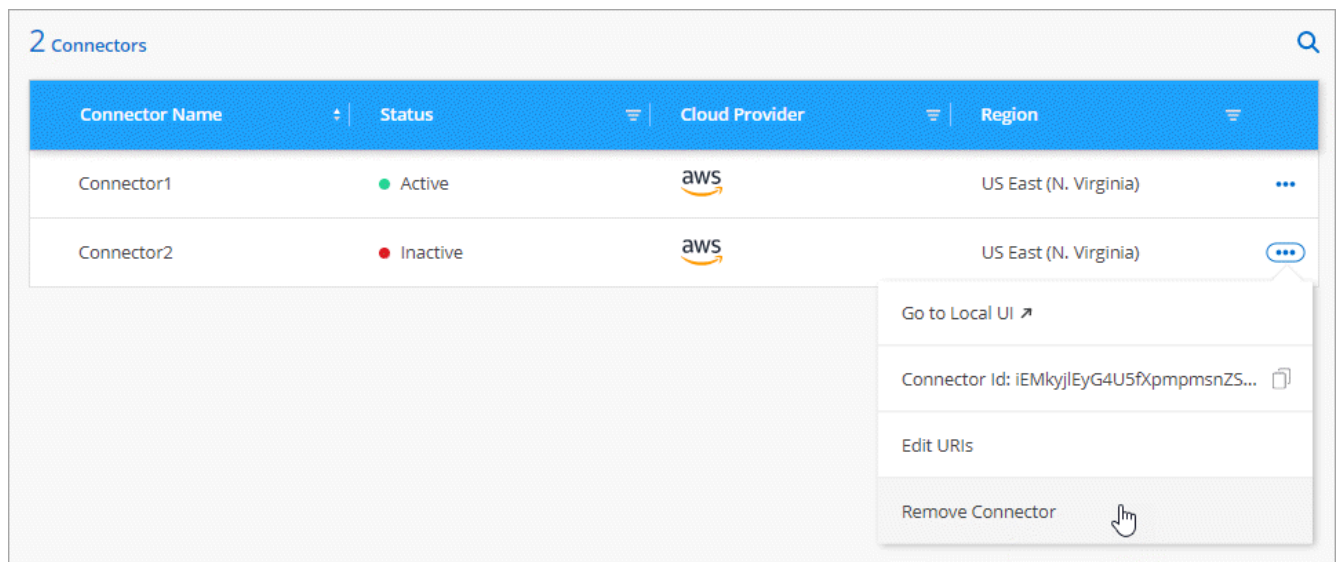 2 Connectors
Connector Name Status Cloud Provider Region
Connector1 Active aws US East (N. Virginia) •••
Connector2 Inactive aws US East (N. Virginia) •••
Go to Local UI
Connector Id: iEMkyjlEyG4U5fXpmpmsnZS...
Edit URIs
Remove Connector